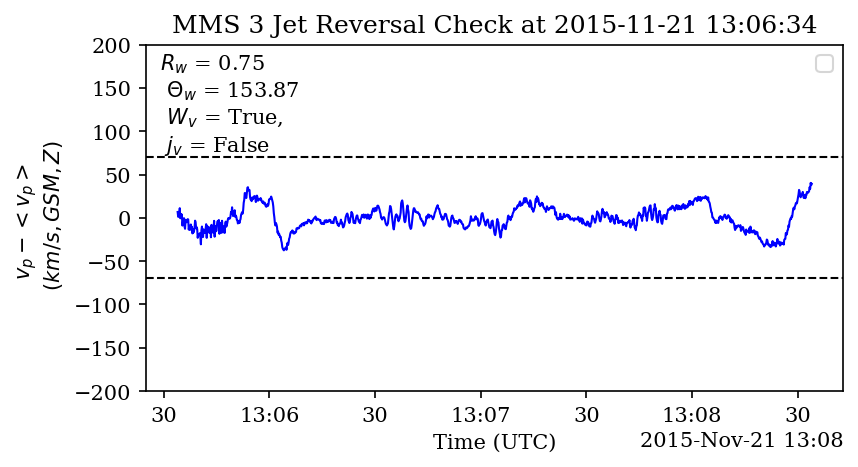 MMS 3 Jet Reversal Check at 2015-11-21 13:06:34
R_w = 0.75
Θ_w = 153.87
W_v = True,
j_v = False
v_p − < v_p >
(km/s, GSM, Z)
200
150
100
50
0
−50
−100
−150
−200
30 13:06 30 13:07 30 13:08 30
Time (UTC)
2015-Nov-21 13:08